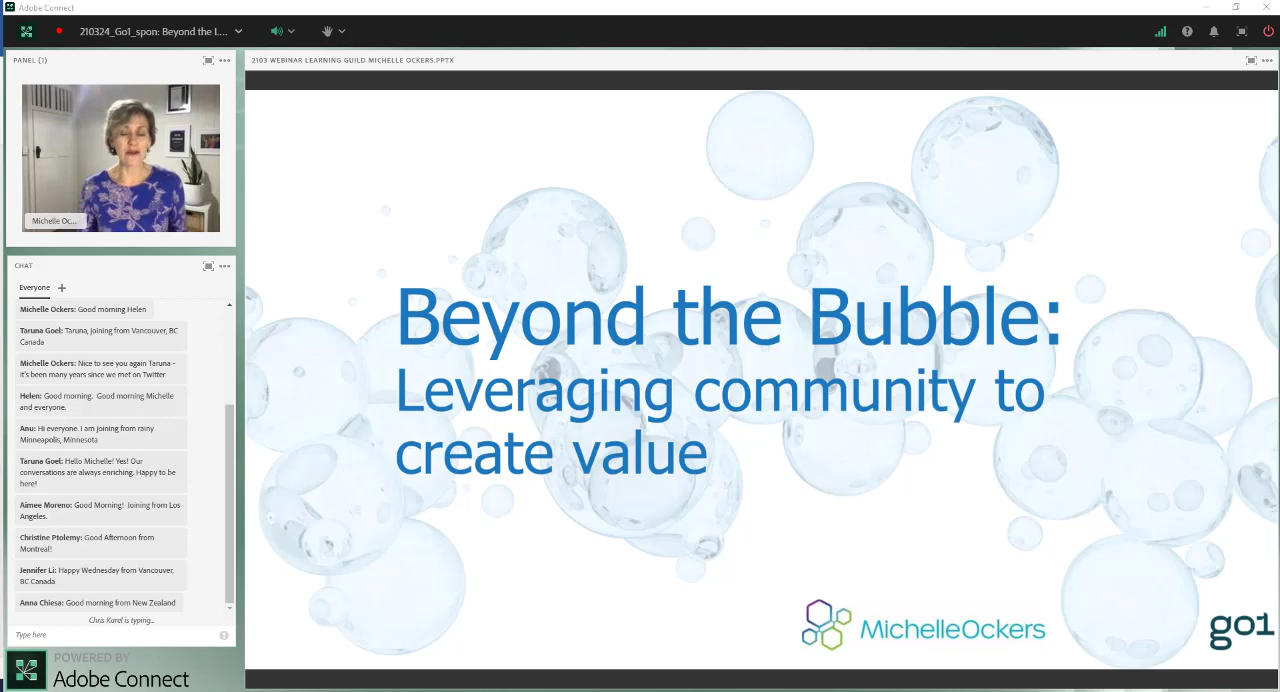 Adobe Connect
210324_Go1_spon: Beyond the L...
PANEL (1)
Michelle Oc...
CHAT
Everyone
Michelle Ockers: Good morning Helen
Taruna Goel: Taruna, joining from Vancouver, BC
Canada
Michelle Ockers: Nice to see you again Taruna -
it's been many years since we met on Twitter
Helen: Good morning. Good morning Michelle
and everyone.
Anu: Hi everyone. I am joining from rainy
Minneapolis, Minnesota
Taruna Goel: Hello Michelle! Yes! Our
conversations are always enriching. Happy to be
here!
Aimee Moreno: Good Morning! Joining from Los
Angeles.
Christine Ptolemy: Good Afternoon from
Montreal!
Jennifer Li: Happy Wednesday from Vancouver,
BC Canada
Anna Chiesa: Good morning from New Zealand
Chris Karel is typing...
Type here
POWERED BY
Adobe Connect
2103 WEBINAR LEARNING GUILD MICHELLE OCKERS.PPTX
Beyond the Bubble:
Leveraging community to
create value
MichelleOckers
go1